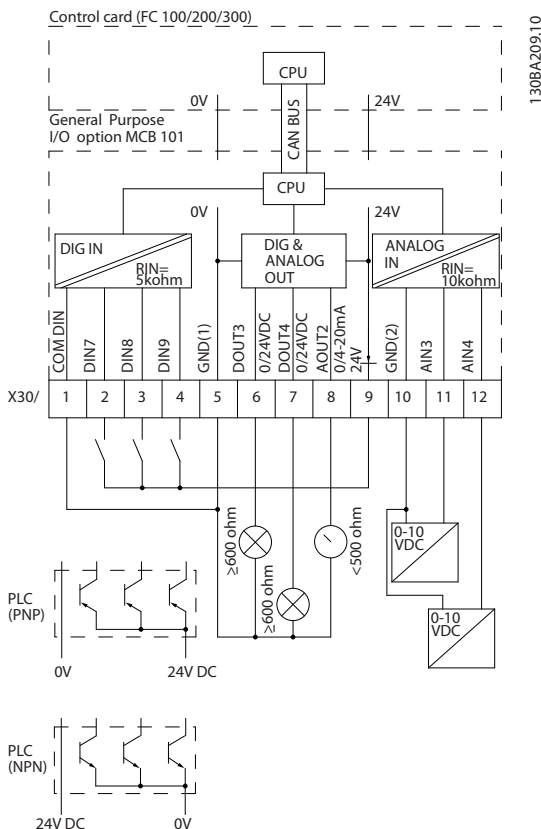 Control card (FC 100/200/300)
130BA209.10
CPU
0V
24V
General Purpose
I/O option MCB 101
CAN BUS
CPU
0V
24V
DIG IN
RIN=
5kohm
DIG &
ANALOG
OUT
ANALOG
IN
RIN=
10kohm
COM DIN
DIN7
DIN8
DIN9
GND(1)
DOUT3
0/24VDC
DOUT4
0/24VDC
AOUT2
0/4-20mA
24V
GND(2)
AIN3
AIN4
X30/ 1 2 3 4 5 6 7 8 9 10 11 12
≥600 ohm
≥600 ohm
<500 ohm
0-10
VDC
0-10
VDC
PLC
(PNP)
0V
24V DC
PLC
(NPN)
24V DC
0V